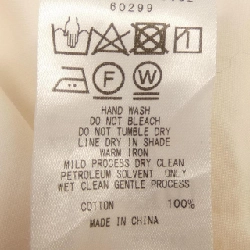 60299
F
W
HAND WASH
DO NOT BLEACH
DO NOT TUMBLE DRY
LINE DRY IN SHADE
WARM IRON
MILD PROCESS DRY CLEAN
PETROLEUM SOLVENT ONLY
WET CLEAN GENTLE PROCESS
COTTON 100%
MADE IN CHINA